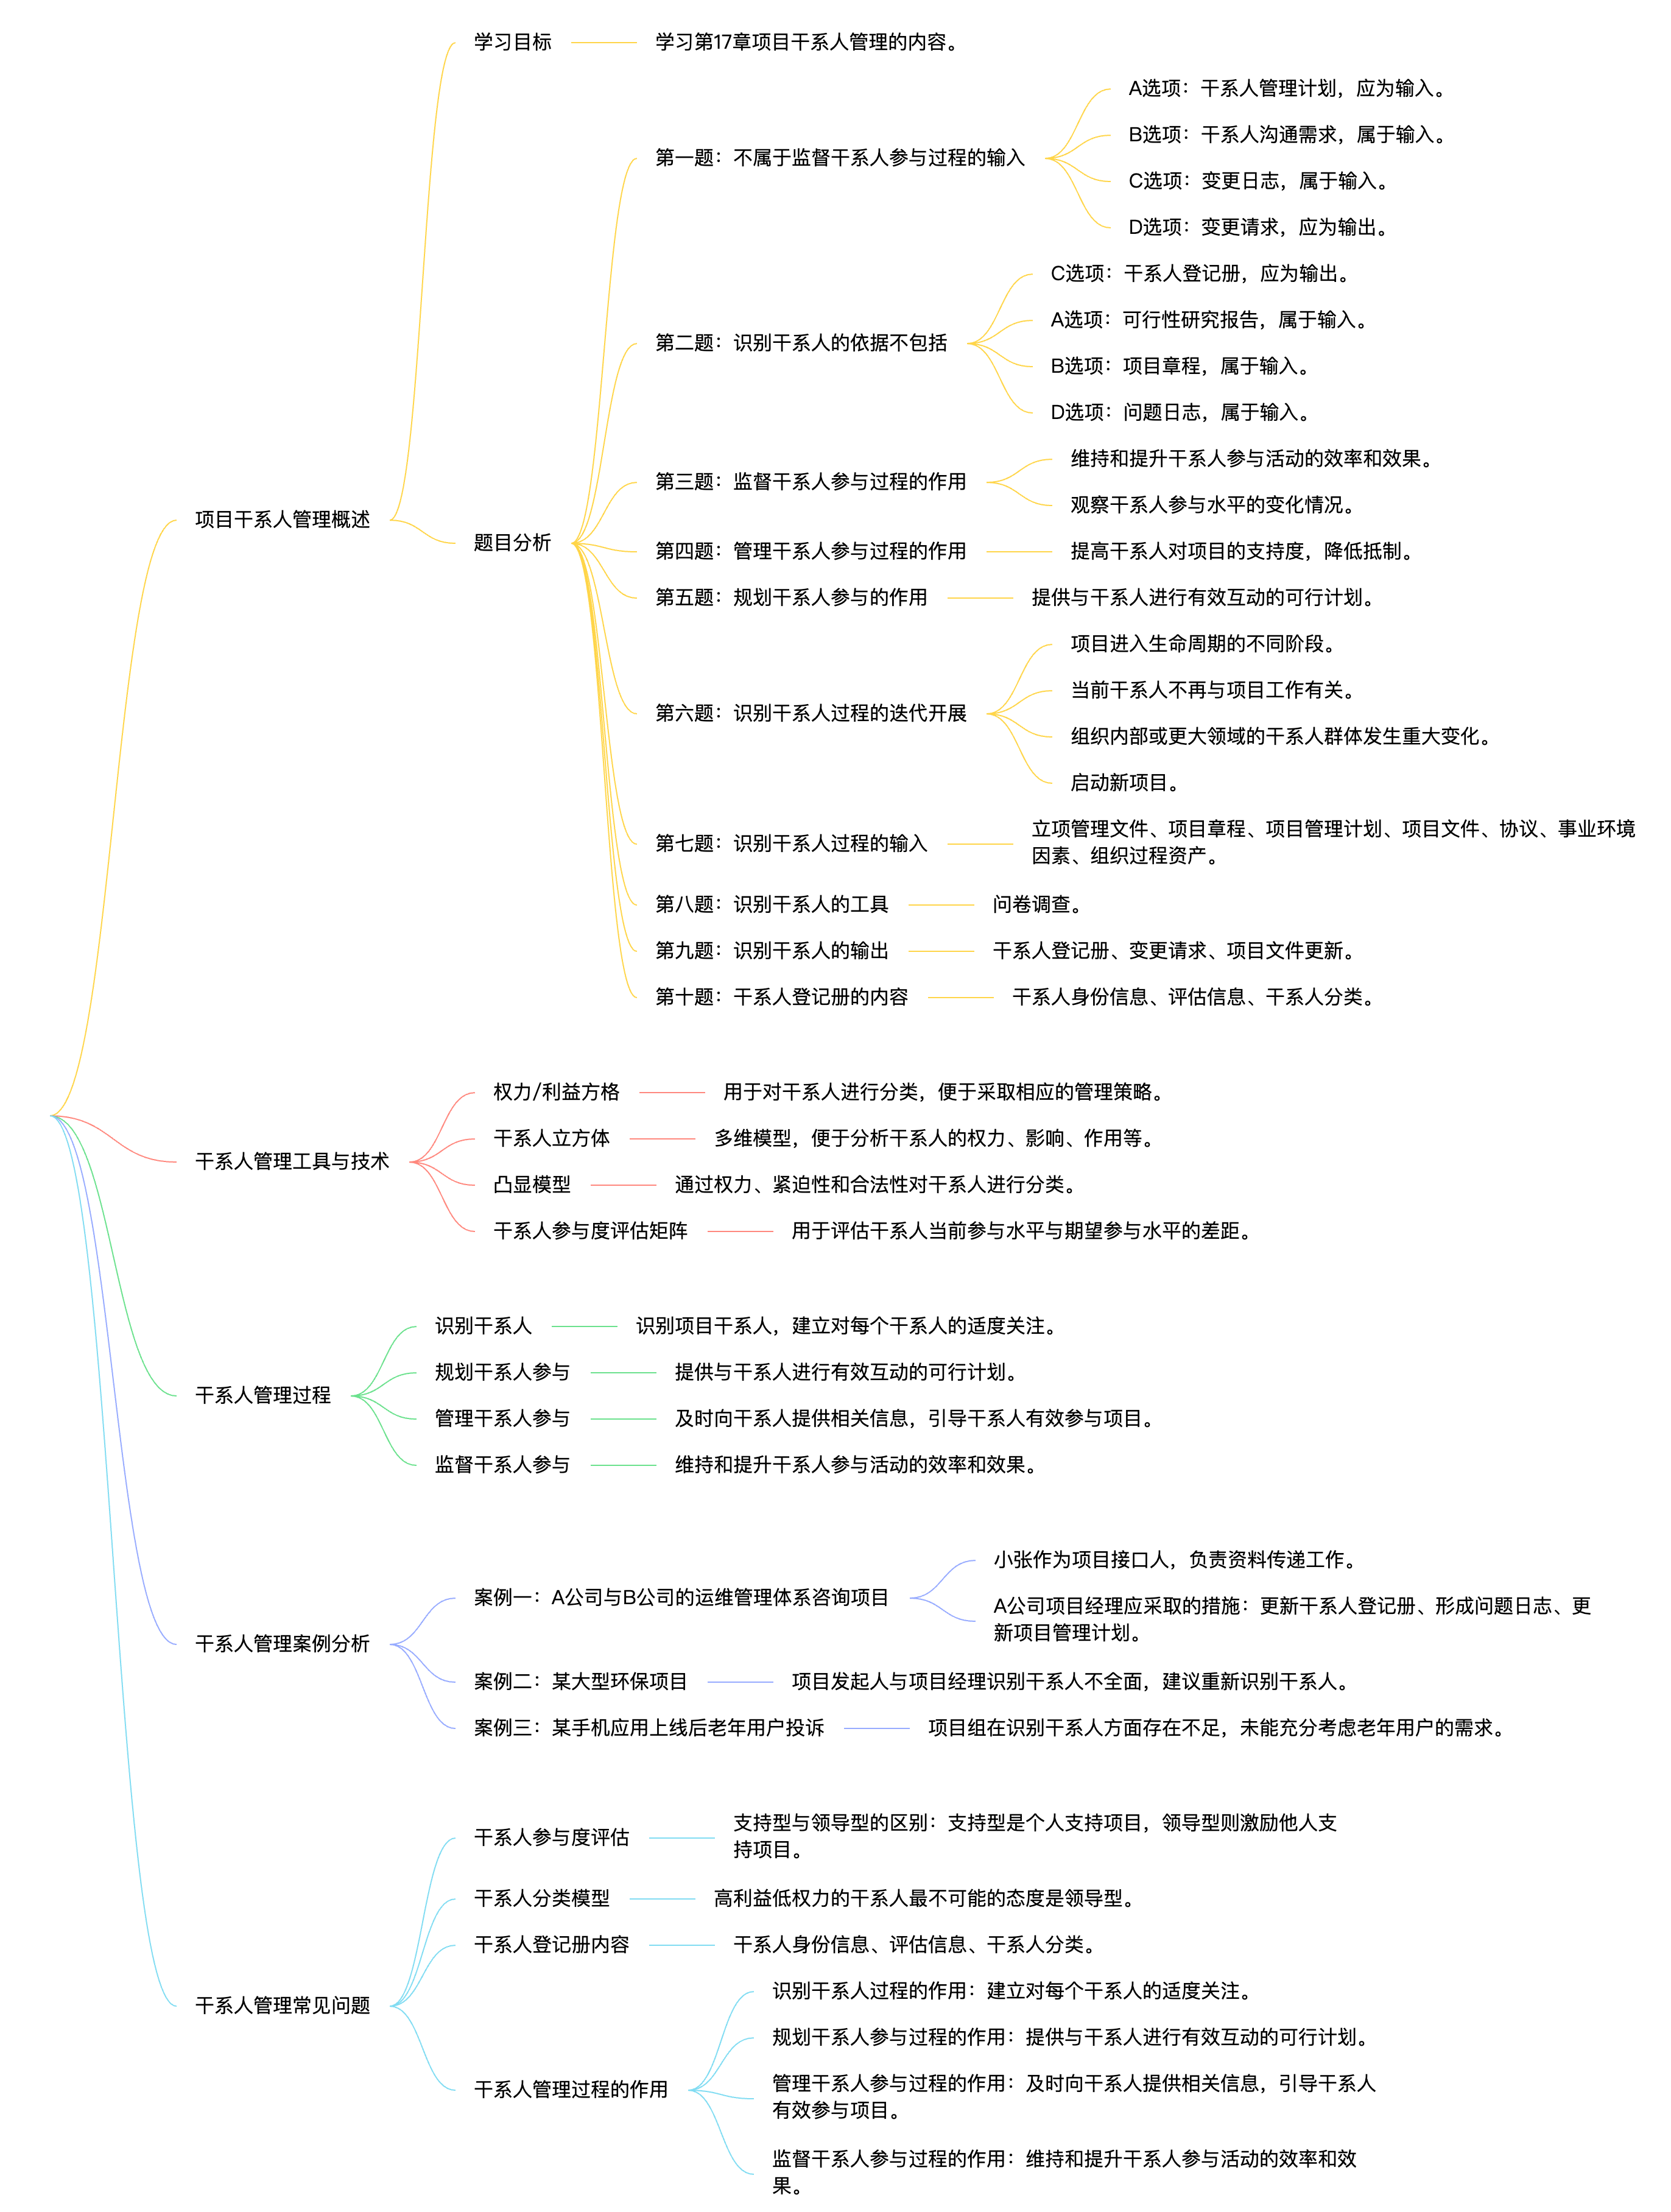 项目干系人管理概述
学习目标
学习第17章项目干系人管理的内容。
题目分析
第一题：不属于监督干系人参与过程的输入
A选项：干系人管理计划，应为输入。
B选项：干系人沟通需求，属于输入。
C选项：变更日志，属于输入。
D选项：变更请求，应为输出。
第二题：识别干系人的依据不包括
C选项：干系人登记册，应为输出。
A选项：可行性研究报告，属于输入。
B选项：项目章程，属于输入。
D选项：问题日志，属于输入。
第三题：监督干系人参与过程的作用
维持和提升干系人参与活动的效率和效果。
观察干系人参与水平的变化情况。
第四题：管理干系人参与过程的作用
提高干系人对项目的支持度，降低抵制。
第五题：规划干系人参与的作用
提供与干系人进行有效互动的可行计划。
第六题：识别干系人过程的迭代开展
项目进入生命周期的不同阶段。
当前干系人不再与项目工作有关。
组织内部或更大领域的干系人群体发生重大变化。
启动新项目。
第七题：识别干系人过程的输入
立项管理文件、项目章程、项目管理计划、项目文件、协议、事业环境
因素、组织过程资产。
第八题：识别干系人的工具
问卷调查。
第九题：识别干系人的输出
干系人登记册、变更请求、项目文件更新。
第十题：干系人登记册的内容
干系人身份信息、评估信息、干系人分类。
干系人管理工具与技术
权力/利益方格
用于对干系人进行分类，便于采取相应的管理策略。
干系人立方体
多维模型，便于分析干系人的权力、影响、作用等。
凸显模型
通过权力、紧迫性和合法性对干系人进行分类。
干系人参与度评估矩阵
用于评估干系人当前参与水平与期望参与水平的差距。
干系人管理过程
识别干系人
识别项目干系人，建立对每个干系人的适度关注。
规划干系人参与
提供与干系人进行有效互动的可行计划。
管理干系人参与
及时向干系人提供相关信息，引导干系人有效参与项目。
监督干系人参与
维持和提升干系人参与活动的效率和效果。
干系人管理案例分析
案例一：A公司与B公司的运维管理体系咨询项目
小张作为项目接口人，负责资料传递工作。
A公司项目经理应采取的措施：更新干系人登记册、形成问题日志、更
新项目管理计划。
案例二：某大型环保项目
项目发起人与项目经理识别干系人不全面，建议重新识别干系人。
案例三：某手机应用上线后老年用户投诉
项目组在识别干系人方面存在不足，未能充分考虑老年用户的需求。
干系人管理常见问题
干系人参与度评估
支持型与领导型的区别：支持型是个人支持项目，领导型则激励他人支
持项目。
干系人分类模型
高利益低权力的干系人最不可能的态度是领导型。
干系人登记册内容
干系人身份信息、评估信息、干系人分类。
干系人管理过程的作用
识别干系人过程的作用：建立对每个干系人的适度关注。
规划干系人参与过程的作用：提供与干系人进行有效互动的可行计划。
管理干系人参与过程的作用：及时向干系人提供相关信息，引导干系人
有效参与项目。
监督干系人参与过程的作用：维持和提升干系人参与活动的效率和效
果。